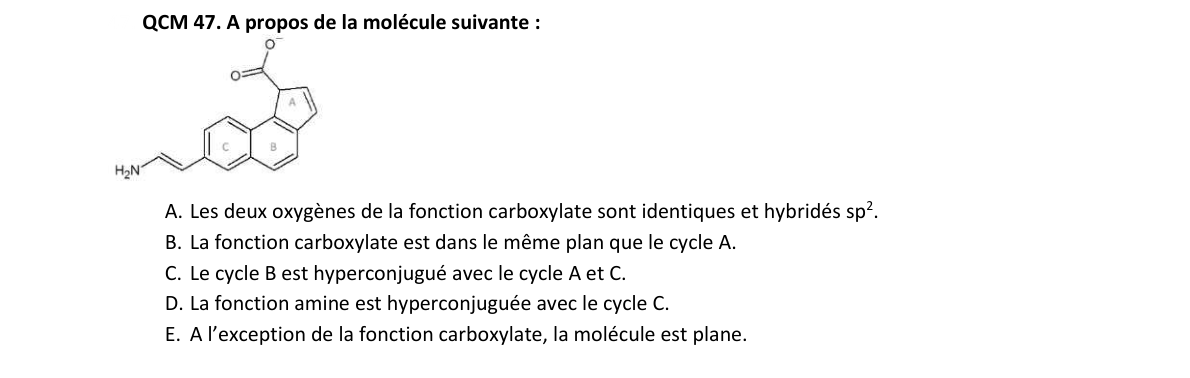 QCM 47. A propos de la molécule suivante :
O⁻
O
A
C
B
H₂N
A. Les deux oxygènes de la fonction carboxylate sont identiques et hybridés sp².
B. La fonction carboxylate est dans le même plan que le cycle A.
C. Le cycle B est hyperconjugué avec le cycle A et C.
D. La fonction amine est hyperconjuguée avec le cycle C.
E. A l’exception de la fonction carboxylate, la molécule est plane.